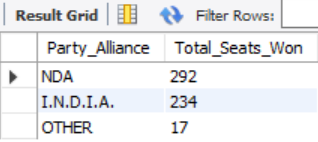 Result Grid Filter Rows:
Party_Alliance Total_Seats_Won
NDA 292
I.N.D.I.A. 234
OTHER 17